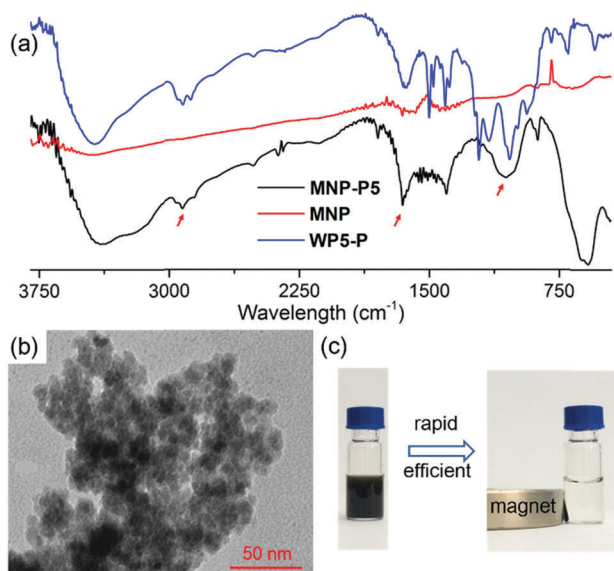 (a)
MNP-P5
MNP
WP5-P
3750 3000 2250 1500 750
Wavelength (cm⁻¹)
(b)
50 nm
(c)
rapid
efficient
magnet